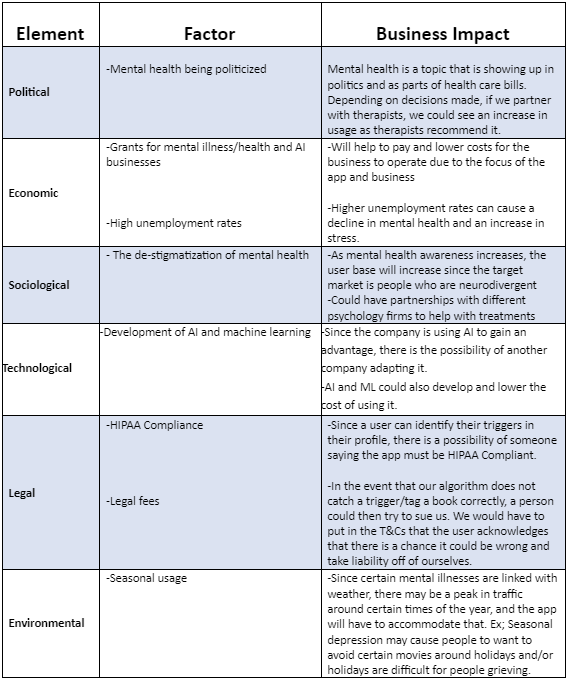 Element
Factor
Business Impact
Political
-Mental health being politicized
Mental health is a topic that is showing up in
politics and as parts of health care bills.
Depending on decisions made, if we partner
with therapists, we could see an increase in
usage as therapists recommend it.
Economic
-Grants for mental illness/health and AI
businesses
-High unemployment rates
-Will help to pay and lower costs for the
business to operate due to the focus of the
app and business
-Higher unemployment rates can cause a
decline in mental health and an increase in
stress.
Sociological
- The de-stigmatization of mental health
-As mental health awareness increases, the
user base will increase since the target
market is people who are neurodivergent
-Could have partnerships with different
psychology firms to help with treatments
Technological
-Development of AI and machine learning
-Since the company is using AI to gain an
advantage, there is the possibility of another
company adapting it.
-AI and ML could also develop and lower the
cost of using it.
Legal
-HIPAA Compliance
-Legal fees
-Since a user can identify their triggers in
their profile, there is a possibility of someone
saying the app must be HIPAA Compliant.
-In the event that our algorithm does not
catch a trigger/tag a book correctly, a person
could then try to sue us. We would have to
put in the T&Cs that the user acknowledges
that there is a chance it could be wrong and
take liability off of ourselves.
Environmental
-Seasonal usage
-Since certain mental illnesses are linked with
weather, there may be a peak in traffic
around certain times of the year, and the app
will have to accommodate that. Ex; Seasonal
depression may cause people to want to
avoid certain movies around holidays and/or
holidays are difficult for people grieving.